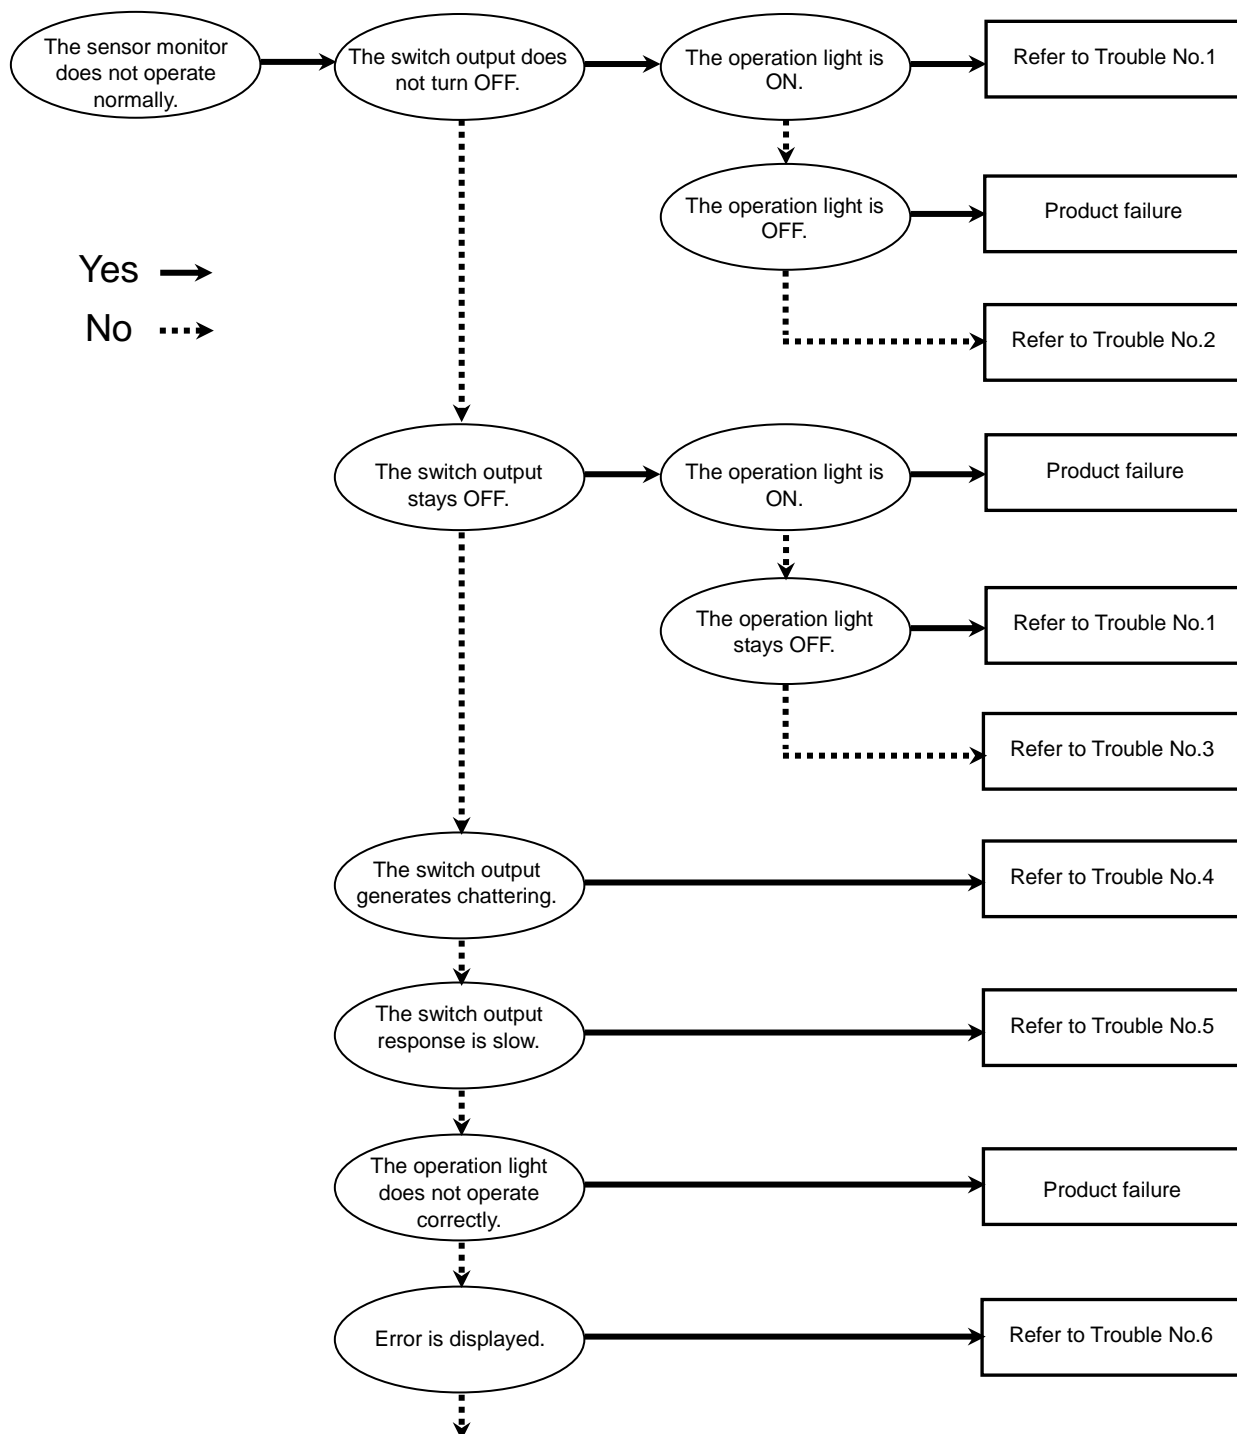 The sensor monitor
does not operate
normally.
The switch output does
not turn OFF.
The operation light is
ON.
Refer to Trouble No.1
The operation light is
OFF.
Product failure
Yes
No
Refer to Trouble No.2
The switch output
stays OFF.
The operation light is
ON.
Product failure
The operation light
stays OFF.
Refer to Trouble No.1
Refer to Trouble No.3
The switch output
generates chattering.
Refer to Trouble No.4
The switch output
response is slow.
Refer to Trouble No.5
The operation light
does not operate
correctly.
Product failure
Error is displayed.
Refer to Trouble No.6